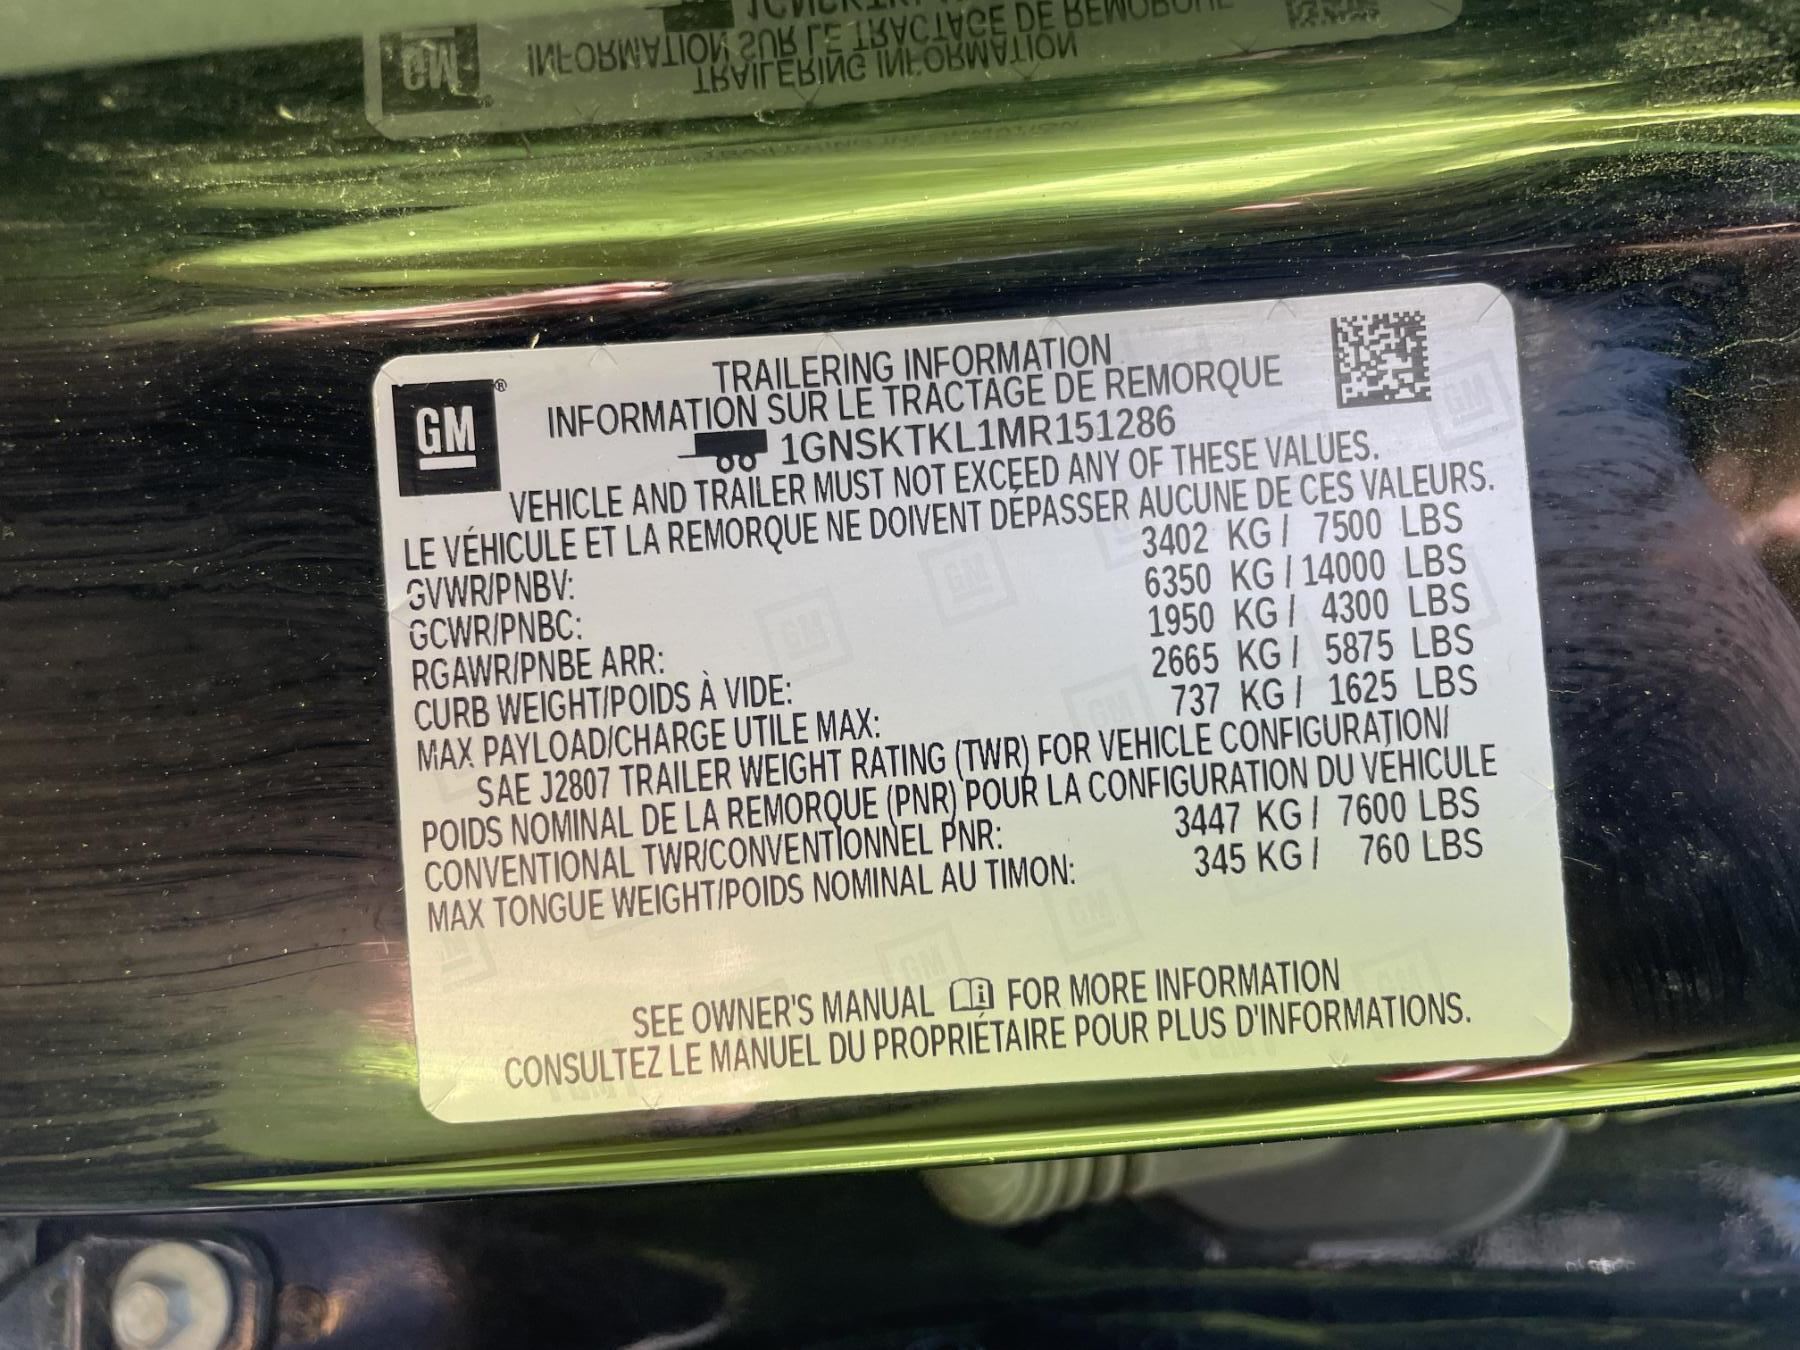 TRAILERING INFORMATION
INFORMATION SUR LE TRACTAGE DE REMORQUE
GM®
1GNSKTKL1MR151286
VEHICLE AND TRAILER MUST NOT EXCEED ANY OF THESE VALUES.
LE VÉHICULE ET LA REMORQUE NE DOIVENT DÉPASSER AUCUNE DE CES VALEURS.
GVWR/PNBV: 3402 KG / 7500 LBS
GCWR/PNBC: 6350 KG / 14000 LBS
RGAWR/PNBE ARR: 1950 KG / 4300 LBS
CURB WEIGHT/POIDS À VIDE: 2665 KG / 5875 LBS
MAX PAYLOAD/CHARGE UTILE MAX: 737 KG / 1625 LBS
SAE J2807 TRAILER WEIGHT RATING (TWR) FOR VEHICLE CONFIGURATION/
POIDS NOMINAL DE LA REMORQUE (PNR) POUR LA CONFIGURATION DU VÉHICULE
CONVENTIONAL TWR/CONVENTIONNEL PNR: 3447 KG / 7600 LBS
MAX TONGUE WEIGHT/POIDS NOMINAL AU TIMON: 345 KG / 760 LBS
SEE OWNER'S MANUAL FOR MORE INFORMATION
CONSULTEZ LE MANUEL DU PROPRIÉTAIRE POUR PLUS D'INFORMATIONS.